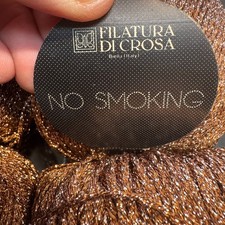 FILATURA
DI CROSA
Biella (Italy)
NO SMOKING